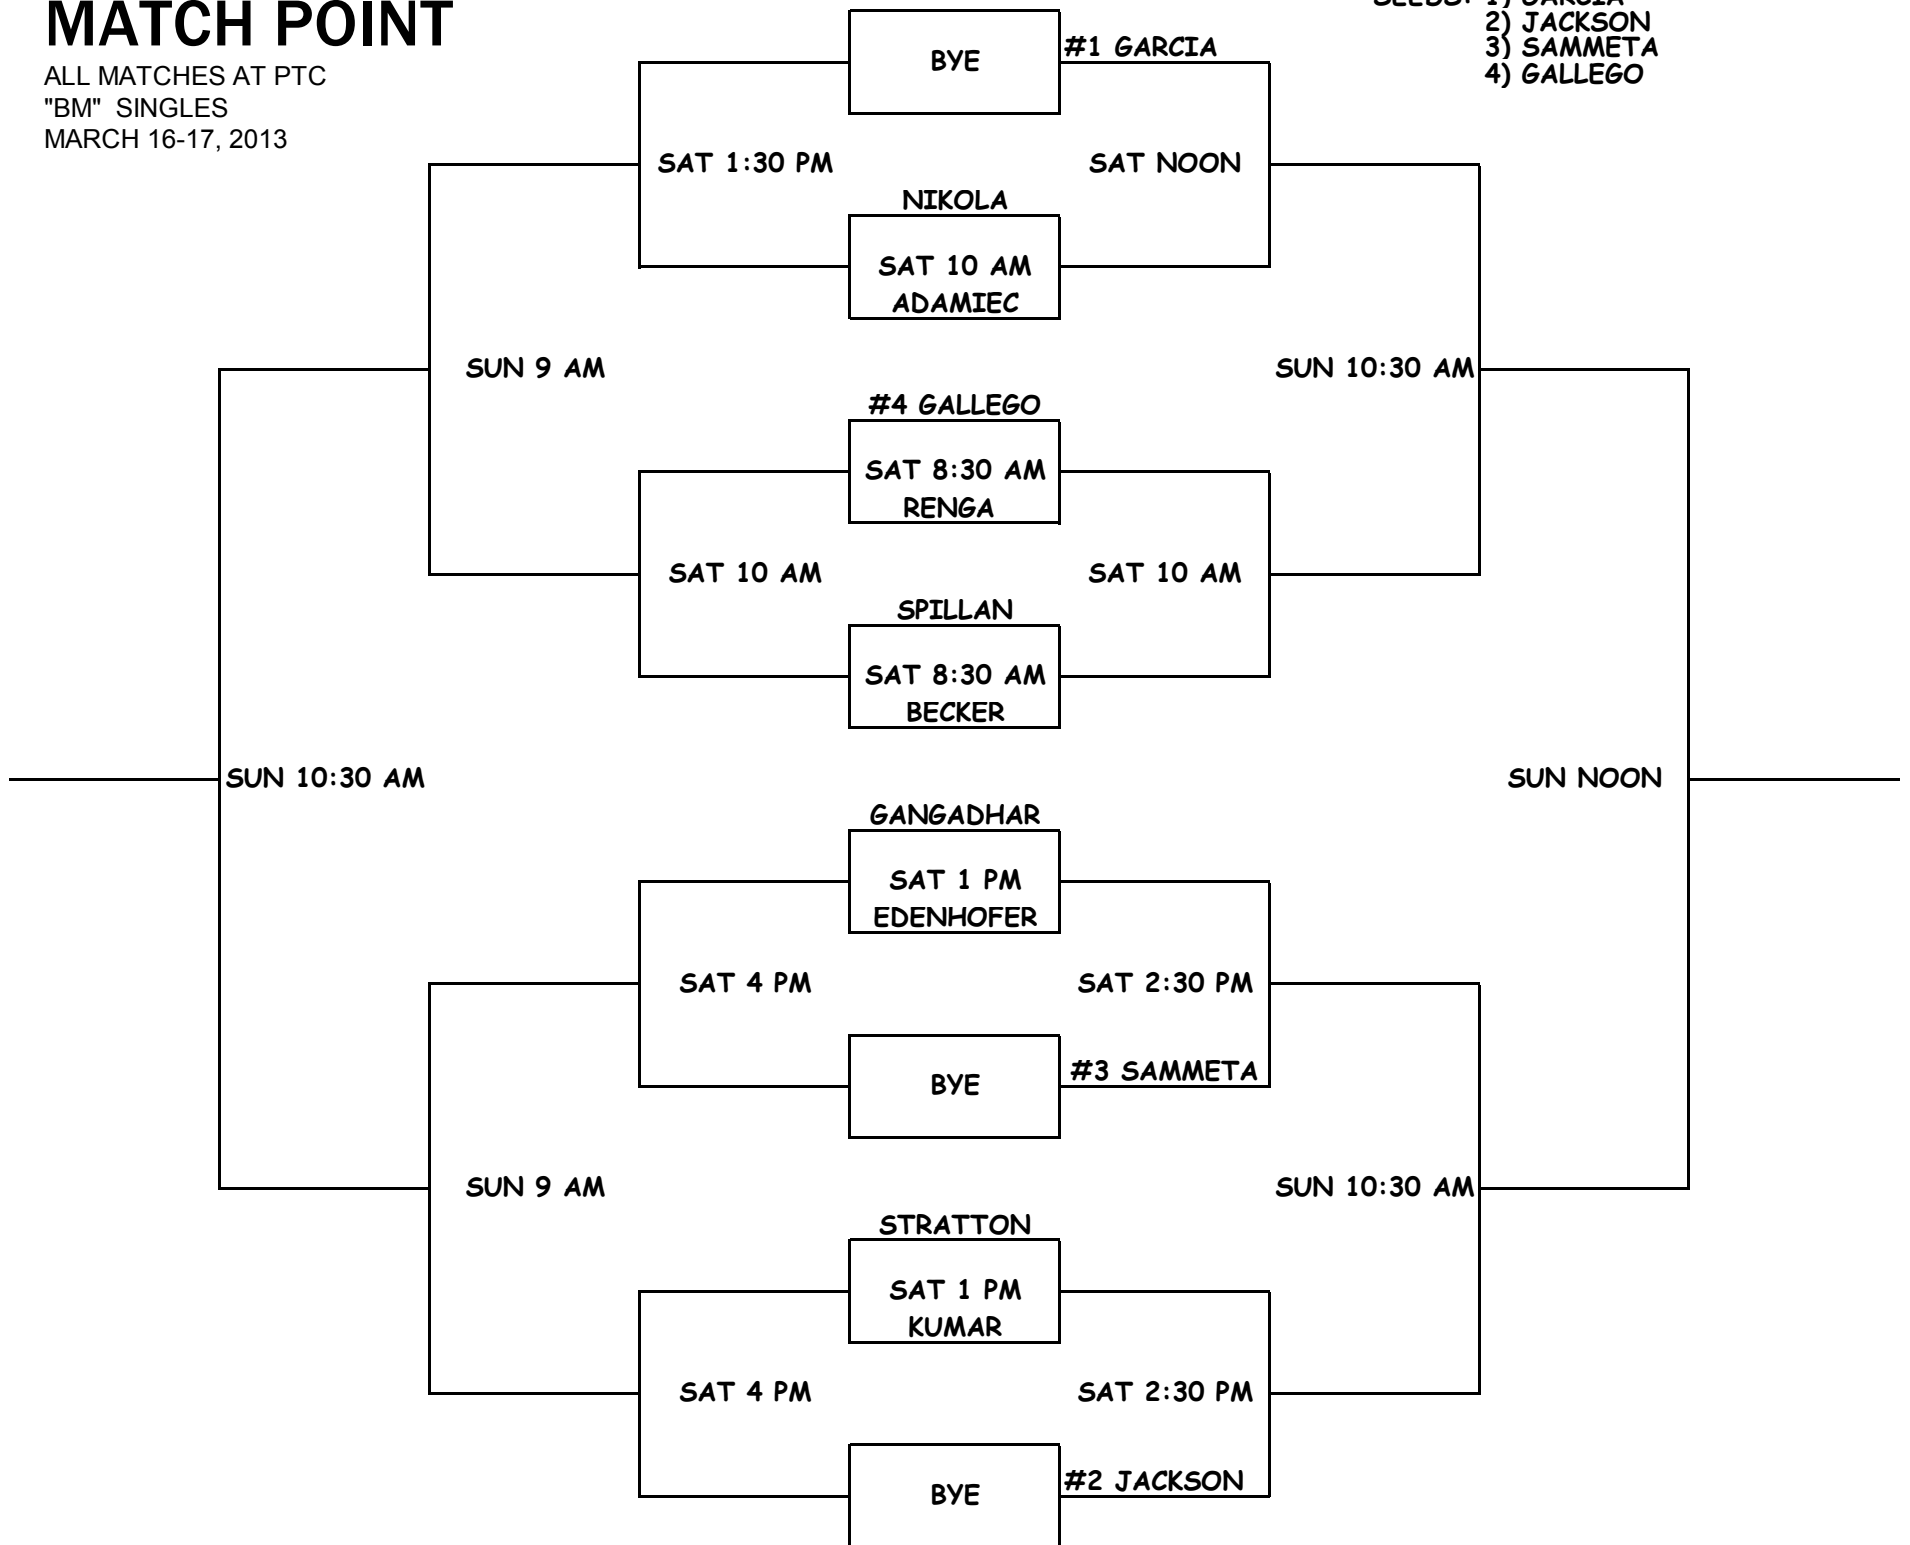 MATCH POINT
ALL MATCHES AT PTC
"BM" SINGLES
MARCH 16-17, 2013
SEEDS: 1) GARCIA
2) JACKSON
3) SAMMETA
4) GALLEGO
BYE
#1 GARCIA
SAT 1:30 PM
SAT NOON
NIKOLA
SAT 10 AM
ADAMIEC
SUN 9 AM
SUN 10:30 AM
#4 GALLEGO
SAT 8:30 AM
RENGA
SAT 10 AM
SAT 10 AM
SPILLAN
SAT 8:30 AM
BECKER
SUN 10:30 AM
SUN NOON
GANGADHAR
SAT 1 PM
EDENHOFER
SAT 4 PM
SAT 2:30 PM
BYE
#3 SAMMETA
SUN 9 AM
SUN 10:30 AM
STRATTON
SAT 1 PM
KUMAR
SAT 4 PM
SAT 2:30 PM
BYE
#2 JACKSON